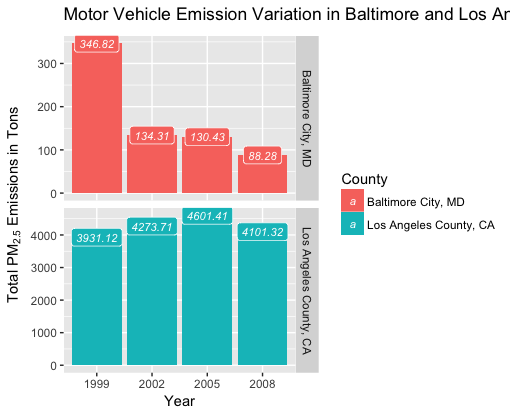 Motor Vehicle Emission Variation in Baltimore and Los An
Total PM2.5 Emissions in Tons
300
200
100
0
346.82
134.31
130.43
88.28
Baltimore City, MD
4000
3000
2000
1000
0
3931.12
4273.71
4601.41
4101.32
Los Angeles County, CA
1999
2002
2005
2008
Year
County
a Baltimore City, MD
a Los Angeles County, CA